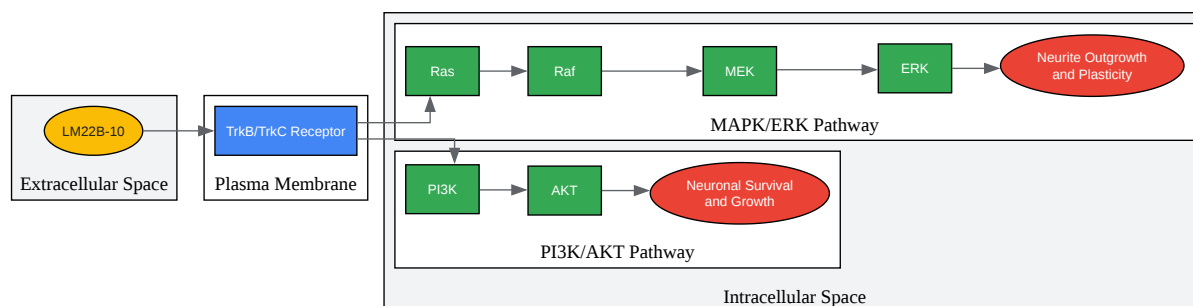 LM22B-10
Extracellular Space
TrkB/TrkC Receptor
Plasma Membrane
Ras
Raf
MEK
ERK
Neurite Outgrowth
and Plasticity
MAPK/ERK Pathway
PI3K
AKT
Neuronal Survival
and Growth
PI3K/AKT Pathway
Intracellular Space